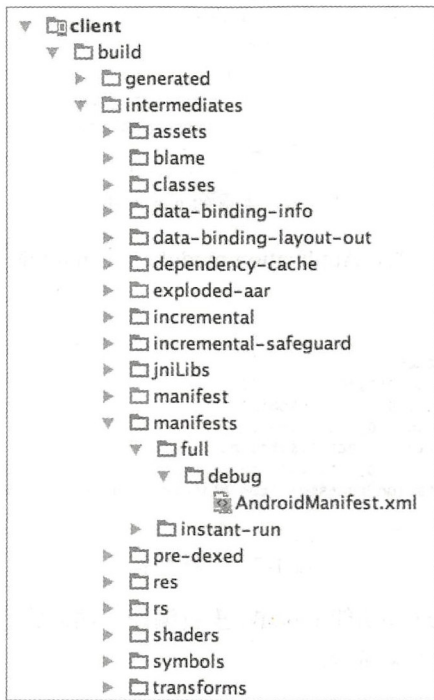 client
build
generated
intermediates
assets
blame
classes
data-binding-info
data-binding-layout-out
dependency-cache
exploded-aar
incremental
incremental-safeguard
jniLibs
manifest
manifests
full
debug
AndroidManifest.xml
instant-run
pre-dexed
res
rs
shaders
symbols
transforms